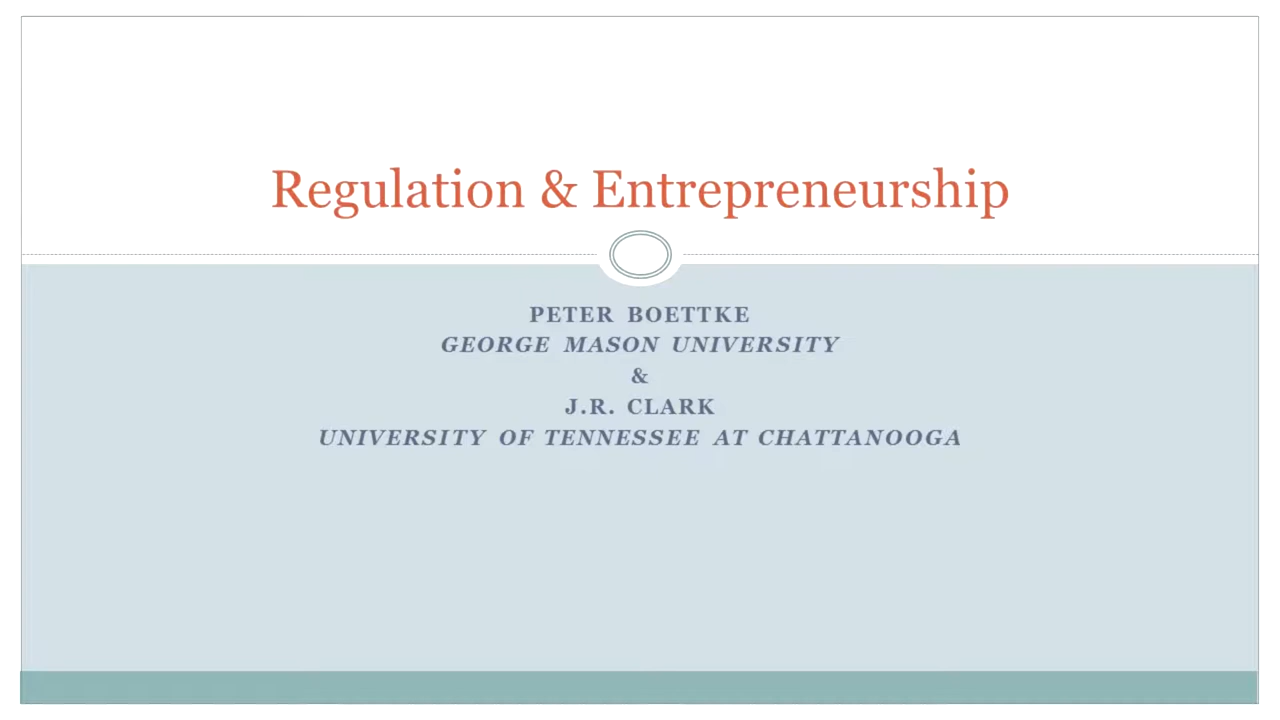 Regulation & Entrepreneurship
PETER BOETTKE
GEORGE MASON UNIVERSITY
&
J.R. CLARK
UNIVERSITY OF TENNESSEE AT CHATTANOOGA